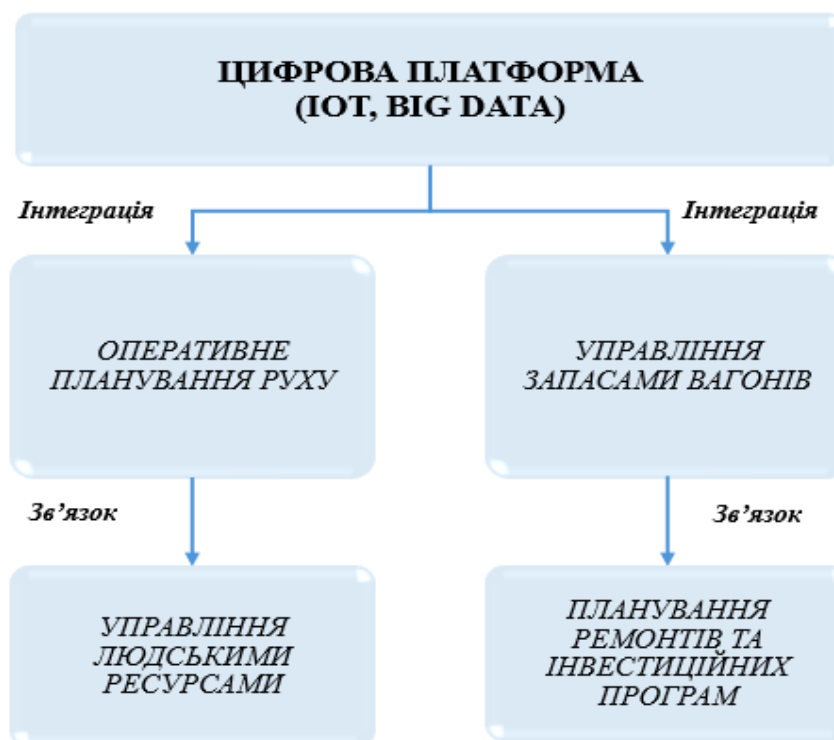 ЦИФРОВА ПЛАТФОРМА
(IOT, BIG DATA)
Інтеграція
Інтеграція
ОПЕРАТИВНЕ
ПЛАНУВАННЯ РУХУ
УПРАВЛІННЯ
ЗАПАСАМИ ВАГОНІВ
Зв’язок
Зв’язок
УПРАВЛІННЯ
ЛЮДСЬКИМИ
РЕСУРСАМИ
ПЛАНУВАННЯ
РЕМОНТІВ ТА
ІНВЕСТИЦІЙНИХ
ПРОГРАМ